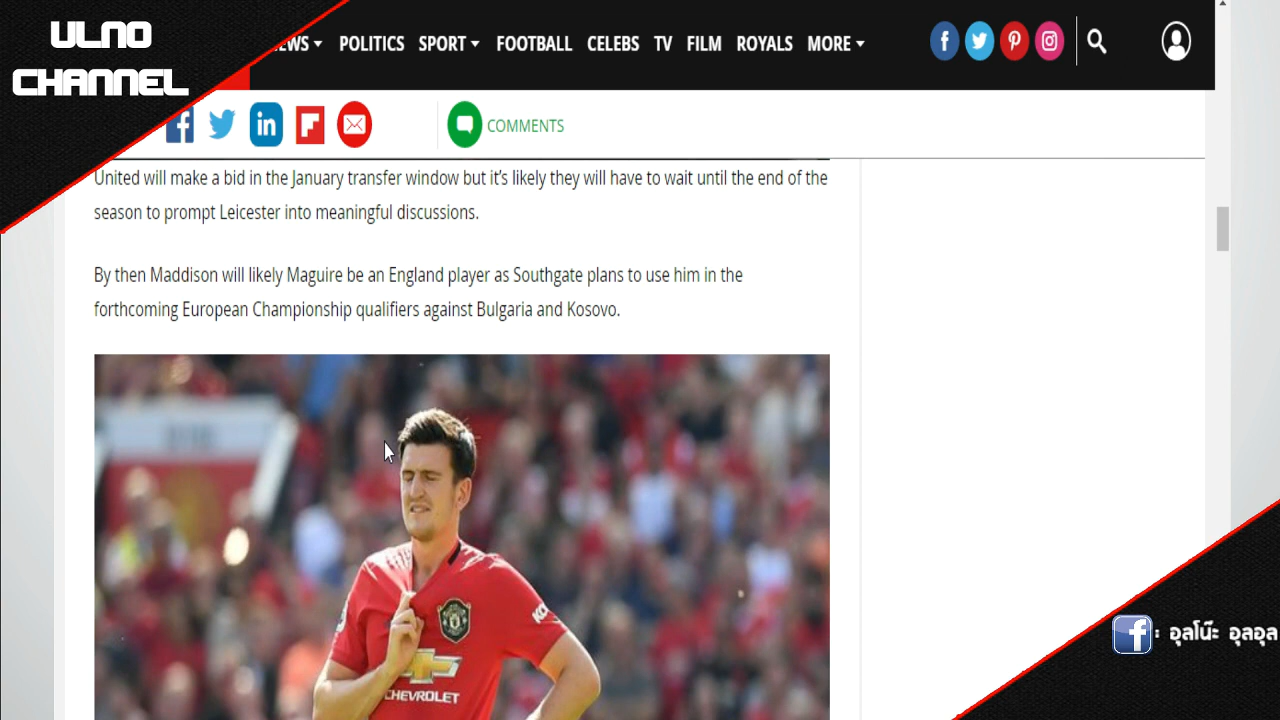 ULNO
CHANNEL
EWS
POLITICS
SPORT
FOOTBALL
CELEBS
TV
FILM
ROYALS
MORE
COMMENTS
United will make a bid in the January transfer window but it's likely they will have to wait until the end of the
season to prompt Leicester into meaningful discussions.
By then Maddison will likely Maguire be an England player as Southgate plans to use him in the
forthcoming European Championship qualifiers against Bulgaria and Kosovo.
CHEVROLET
: อุลโน๊ะ อุลอุล